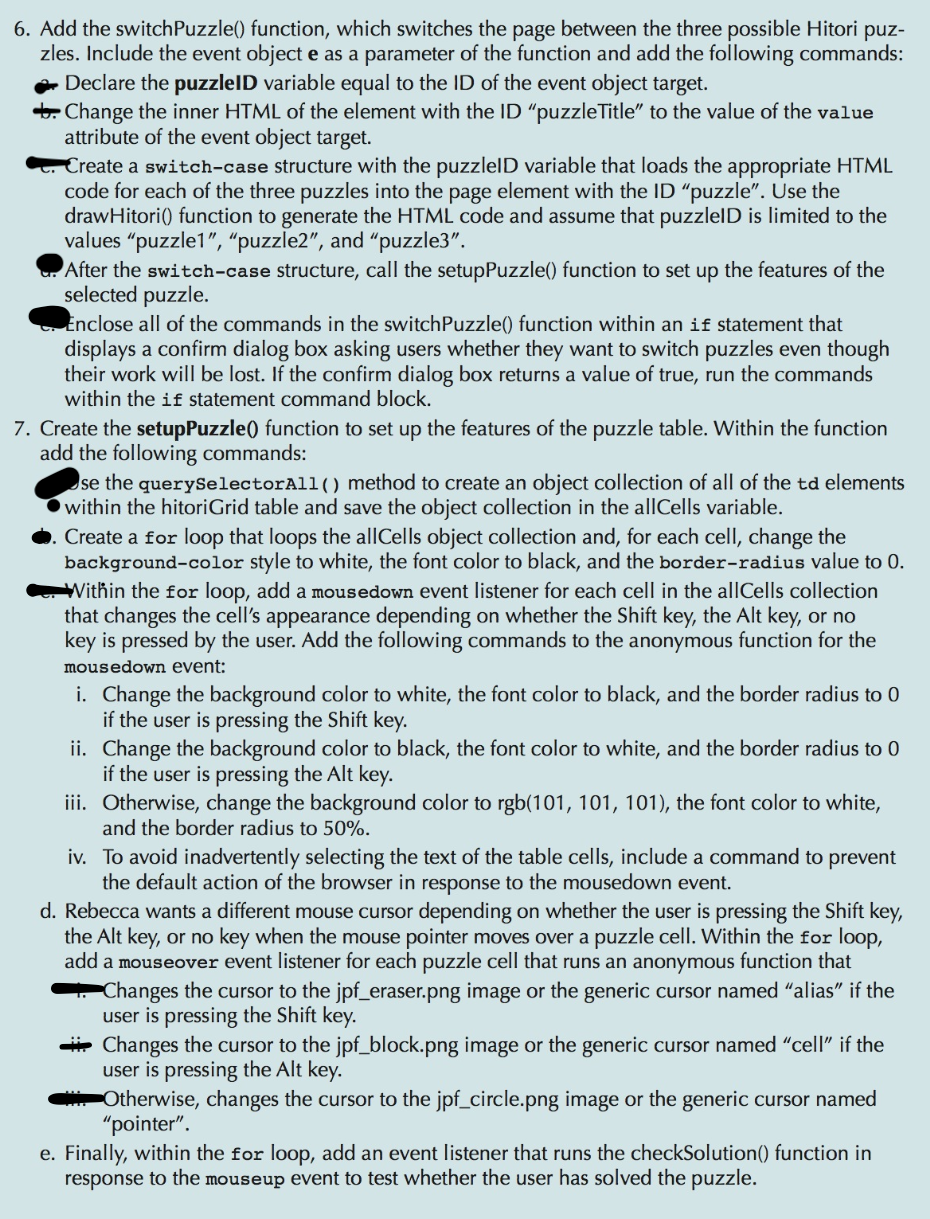 6. Add the switchPuzzle() function, which switches the page between the three possible Hitori puz-
zles. Include the event object e as a parameter of the function and add the following commands:
Declare the puzzleID variable equal to the ID of the event object target.
b. Change the inner HTML of the element with the ID “puzzleTitle” to the value of the value
attribute of the event object target.
c. Create a switch-case structure with the puzzleID variable that loads the appropriate HTML
code for each of the three puzzles into the page element with the ID “puzzle”. Use the
drawHitori() function to generate the HTML code and assume that puzzleID is limited to the
values “puzzle1”, “puzzle2”, and “puzzle3”.
d. After the switch-case structure, call the setupPuzzle() function to set up the features of the
selected puzzle.
Enclose all of the commands in the switchPuzzle() function within an if statement that
displays a confirm dialog box asking users whether they want to switch puzzles even though
their work will be lost. If the confirm dialog box returns a value of true, run the commands
within the if statement command block.
7. Create the setupPuzzle() function to set up the features of the puzzle table. Within the function
add the following commands:
Use the querySelectorAll() method to create an object collection of all of the td elements
within the hitoriGrid table and save the object collection in the allCells variable.
Create a for loop that loops the allCells object collection and, for each cell, change the
background-color style to white, the font color to black, and the border-radius value to 0.
Within the for loop, add a mousedown event listener for each cell in the allCells collection
that changes the cell’s appearance depending on whether the Shift key, the Alt key, or no
key is pressed by the user. Add the following commands to the anonymous function for the
mousedown event:
i. Change the background color to white, the font color to black, and the border radius to 0
if the user is pressing the Shift key.
ii. Change the background color to black, the font color to white, and the border radius to 0
if the user is pressing the Alt key.
iii. Otherwise, change the background color to rgb(101, 101, 101), the font color to white,
and the border radius to 50%.
iv. To avoid inadvertently selecting the text of the table cells, include a command to prevent
the default action of the browser in response to the mousedown event.
d. Rebecca wants a different mouse cursor depending on whether the user is pressing the Shift key,
the Alt key, or no key when the mouse pointer moves over a puzzle cell. Within the for loop,
add a mouseover event listener for each puzzle cell that runs an anonymous function that
Changes the cursor to the jpf_eraser.png image or the generic cursor named “alias” if the
user is pressing the Shift key.
ii. Changes the cursor to the jpf_block.png image or the generic cursor named “cell” if the
user is pressing the Alt key.
iii. Otherwise, changes the cursor to the jpf_circle.png image or the generic cursor named
“pointer”.
e. Finally, within the for loop, add an event listener that runs the checkSolution() function in
response to the mouseup event to test whether the user has solved the puzzle.